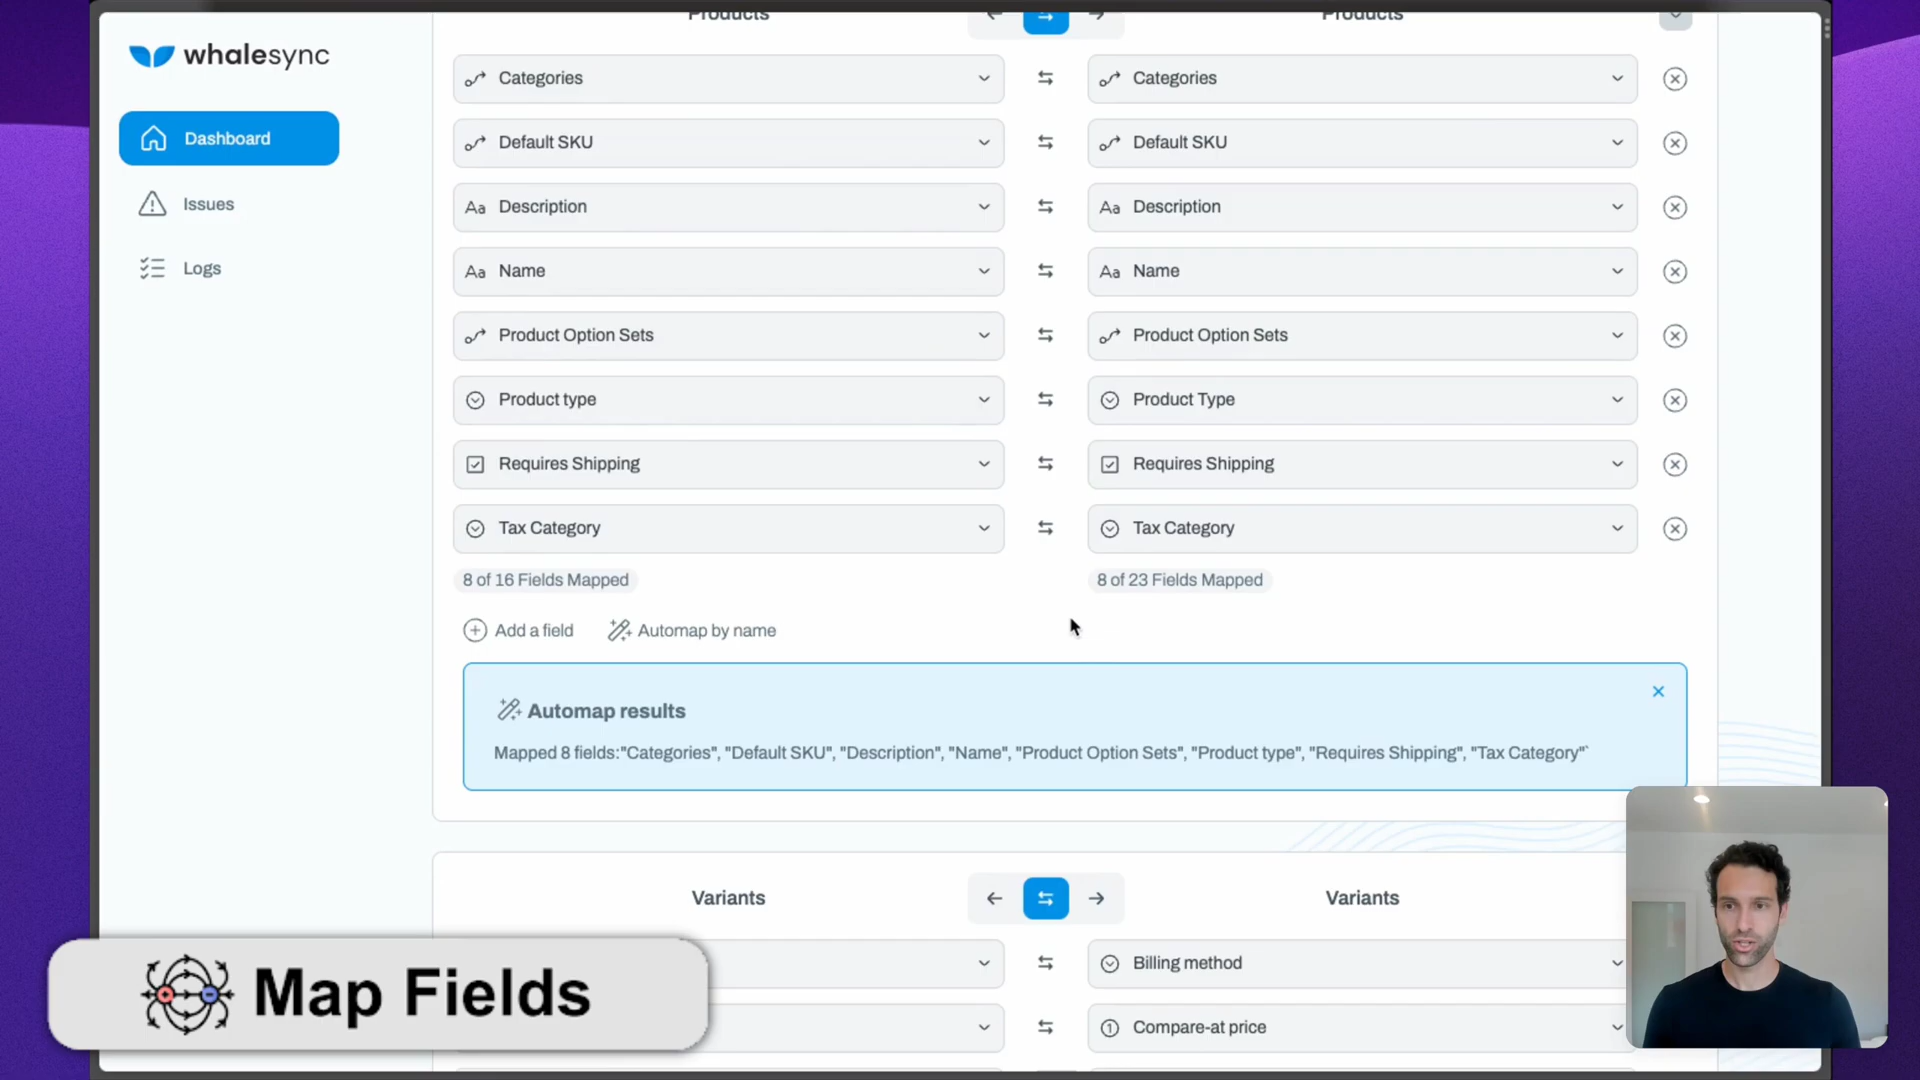 Products Products
whalesync
Categories Categories
Dashboard
Default SKU Default SKU
Issues
Aa Description Aa Description
Logs
Aa Name Aa Name
Product Option Sets Product Option Sets
Product type Product Type
Requires Shipping Requires Shipping
Tax Category Tax Category
8 of 16 Fields Mapped 8 of 23 Fields Mapped
Add a field Automap by name
Automap results
Mapped 8 fields:"Categories", "Default SKU", "Description", "Name", "Product Option Sets", "Product type", "Requires Shipping", "Tax Category"`
Variants Variants
Billing method
Map Fields
1 Compare-at price